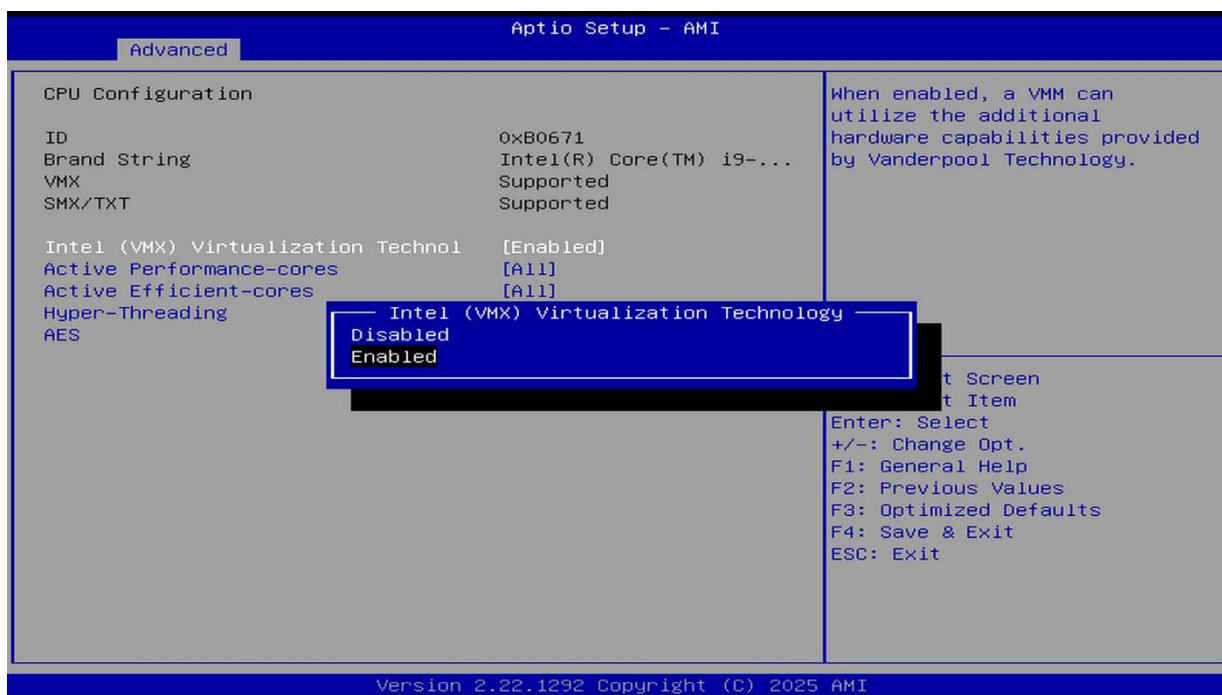 Aptio Setup – AMI
Advanced
CPU Configuration
ID 0xB0671
Brand String Intel(R) Core(TM) i9-...
VMX Supported
SMX/TXT Supported
Intel (VMX) Virtualization Technol [Enabled]
Active Performance-cores [All]
Active Efficient-cores [All]
Hyper-Threading
AES
Intel (VMX) Virtualization Technology
Disabled
Enabled
When enabled, a VMM can
utilize the additional
hardware capabilities provided
by Vanderpool Technology.
t Screen
t Item
Enter: Select
+/-: Change Opt.
F1: General Help
F2: Previous Values
F3: Optimized Defaults
F4: Save & Exit
ESC: Exit
Version 2.22.1292 Copyright (C) 2025 AMI